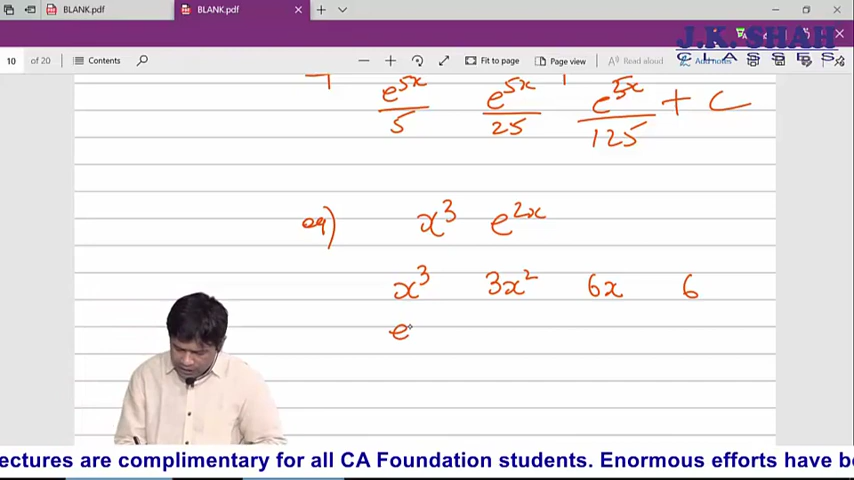 BLANK.pdf BLANK.pdf
J.K. SHAH
CLASSES
10 of 20 Contents Fit to page Page view Read aloud Add notes
e^5x/5 e^5x/25 e^5x/125 + C
eg) x^3 e^2x
x^3 3x^2 6x 6
e
ectures are complimentary for all CA Foundation students. Enormous efforts have be